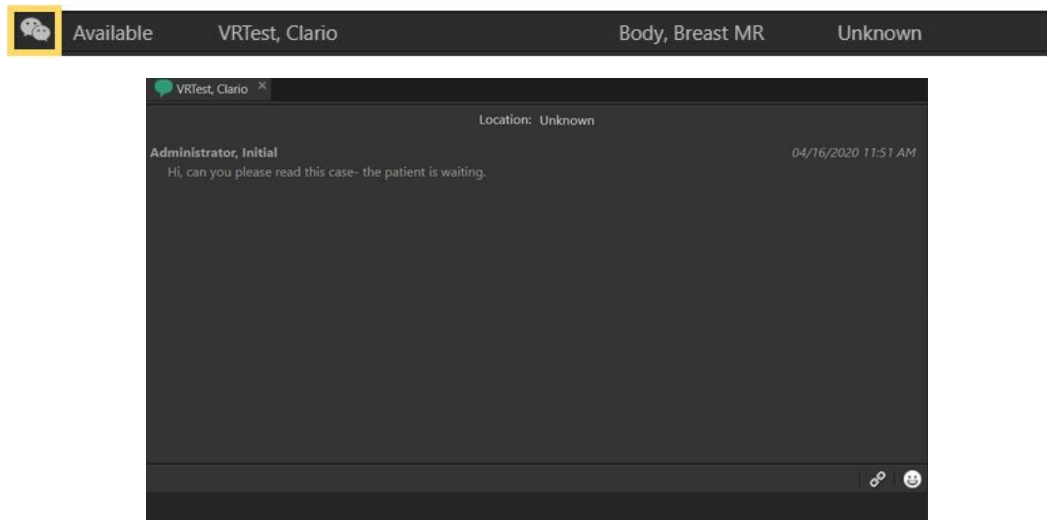 Available VRTest, Clario Body, Breast MR Unknown
VRTest, Clario ×
Location: Unknown
Administrator, Initial 04/16/2020 11:51 AM
Hi, can you please read this case- the patient is waiting.